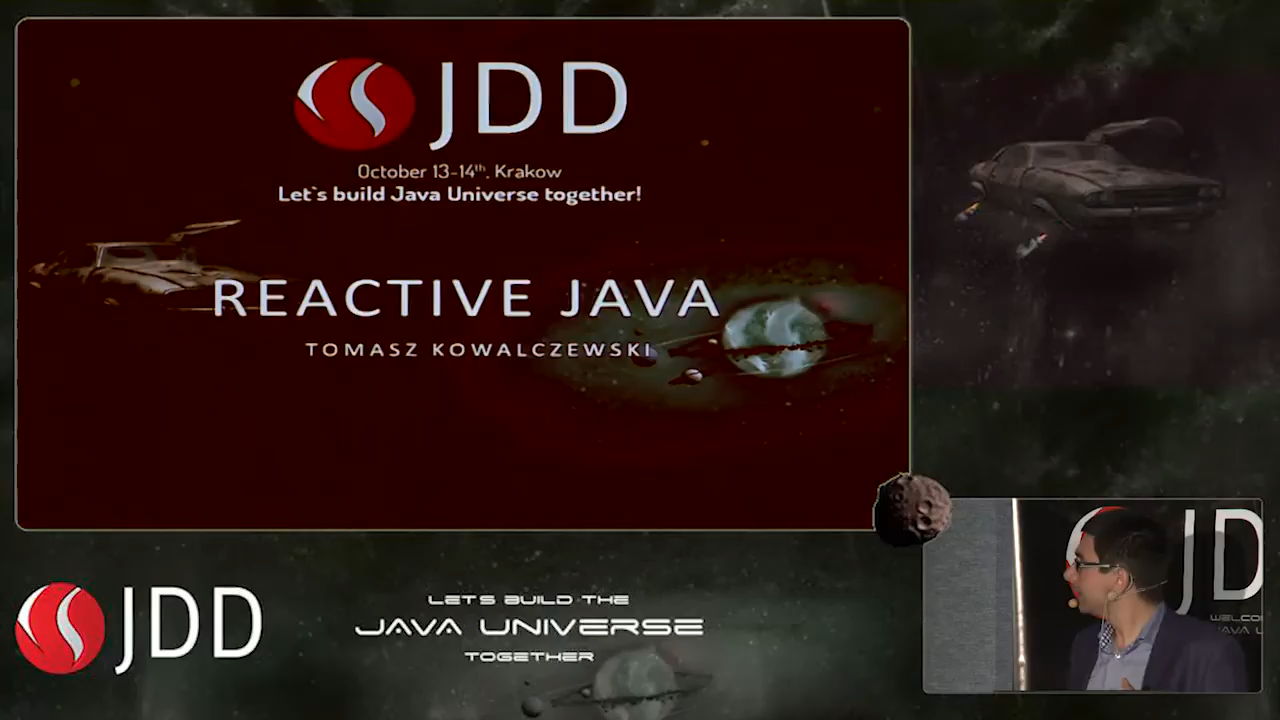 JDD
October 13-14th, Krakow
Let`s build Java Universe together!
REACTIVE JAVA
TOMASZ KOWALCZEWSKI
JD
JDD
LETS BUILD THE
JAVA UNIVERSE
TOGETHER